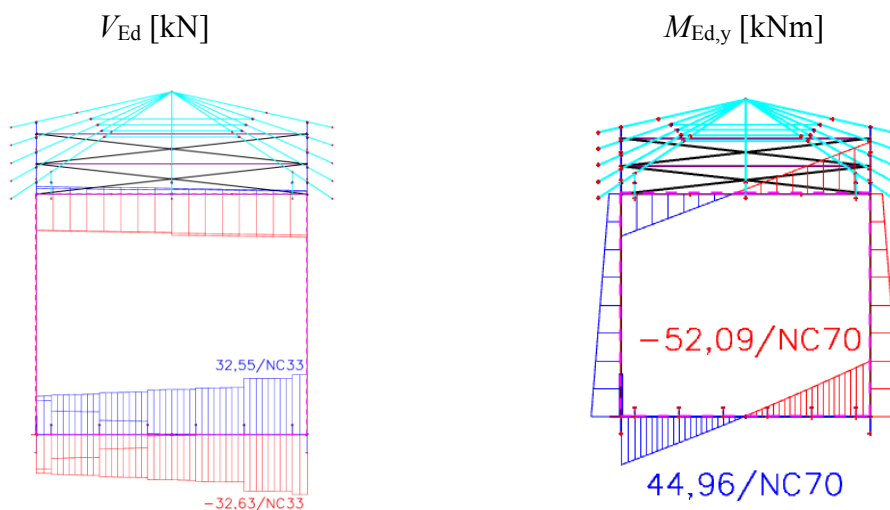 VEd [kN]
MEd,y [kNm]
32,55/NC33
-32,63/NC33
-52,09/NC70
44,96/NC70